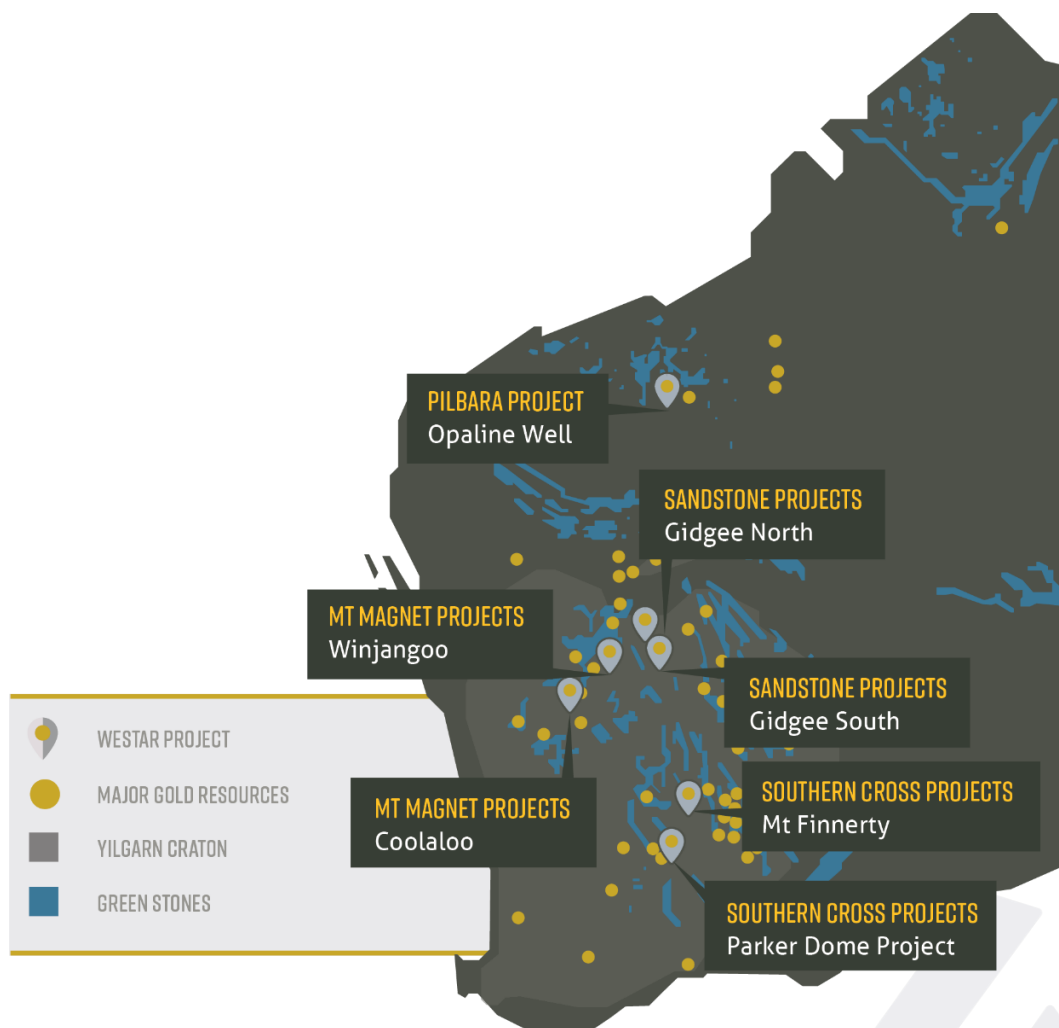 PILBARA PROJECT
Opaline Well
SANDSTONE PROJECTS
Gidgee North
MT MAGNET PROJECTS
Winjangoo
SANDSTONE PROJECTS
Gidgee South
WESTAR PROJECT
MAJOR GOLD RESOURCES
YILGARN CRATON
GREEN STONES
MT MAGNET PROJECTS
Coolaloo
SOUTHERN CROSS PROJECTS
Mt Finnerty
SOUTHERN CROSS PROJECTS
Parker Dome Project